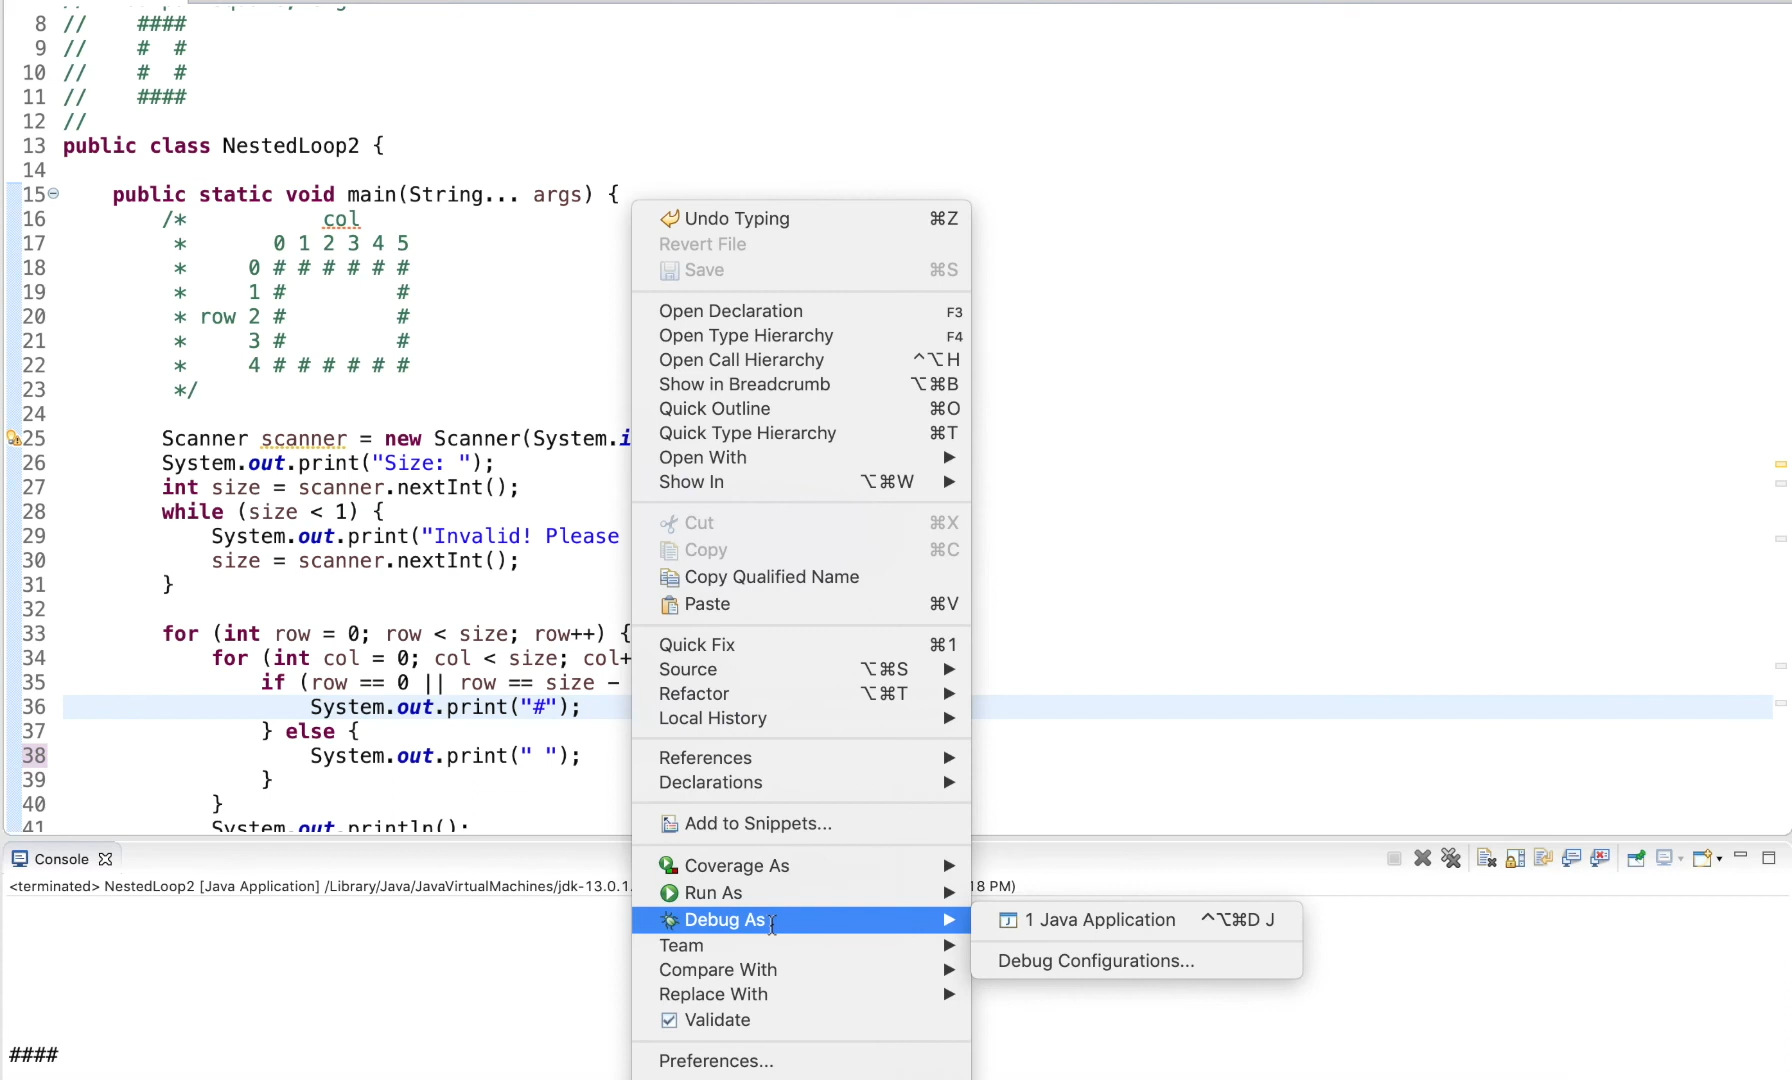 8 //    ####
9 //    #  #
10 //    #  #
11 //    ####
12 //
13 public class NestedLoop2 {
14
15 public static void main(String... args) {
16 /*           col
17 *       0 1 2 3 4 5
18 *     0 # # # # # #
19 *     1 #         #
20 * row 2 #         #
21 *     3 #         #
22 *     4 # # # # # #
23 */
24
25 Scanner scanner = new Scanner(System.i
26 System.out.print("Size: ");
27 int size = scanner.nextInt();
28 while (size < 1) {
29 System.out.print("Invalid! Please
30 size = scanner.nextInt();
31 }
32
33 for (int row = 0; row < size; row++) {
34 for (int col = 0; col < size; col+
35 if (row == 0 || row == size -
36 System.out.print("#");
37 } else {
38 System.out.print(" ");
39 }
40 }
41 System.out.println();
Undo Typing ⌘Z
Revert File
Save ⌘S
Open Declaration F3
Open Type Hierarchy F4
Open Call Hierarchy ^⌥H
Show in Breadcrumb ⌥⌘B
Quick Outline ⌘O
Quick Type Hierarchy ⌘T
Open With ▶
Show In ⌥⌘W ▶
Cut ⌘X
Copy ⌘C
Copy Qualified Name
Paste ⌘V
Quick Fix ⌘1
Source ⌥⌘S ▶
Refactor ⌥⌘T ▶
Local History ▶
References ▶
Declarations ▶
Add to Snippets...
Coverage As ▶
Run As ▶
Debug As ▶
Team ▶
Compare With ▶
Replace With ▶
Validate
Preferences...
1 Java Application ^⌥⌘D J
Debug Configurations...
Console
<terminated> NestedLoop2 [Java Application] /Library/Java/JavaVirtualMachines/jdk-13.0.1. 18 PM)
####